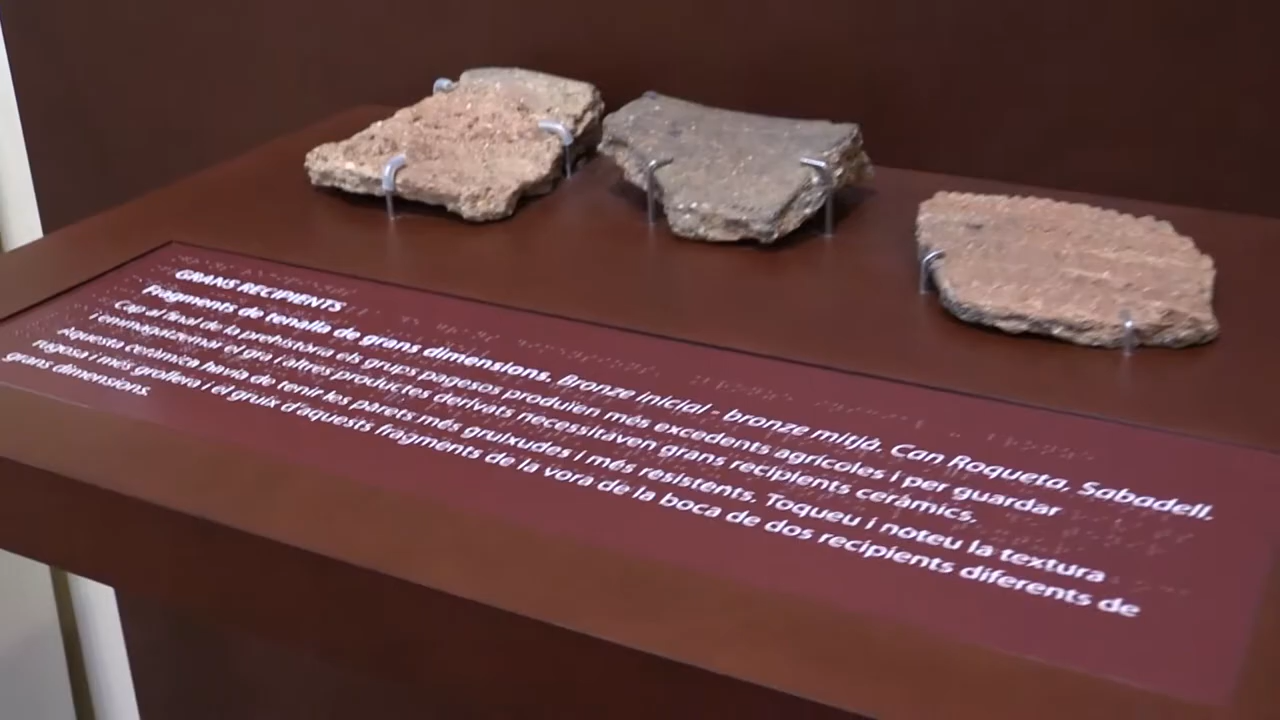 GRANS RECIPIENTS
Fragments de tenalla de grans dimensions. Bronze inicial - bronze mitjà. Can Roqueta. Sabadell.
Cap al final de la prehistòria els grups pagesos produïen més excedents agrícoles i per guardar
i emmagatzemar el gra i altres productes derivats necessitaven grans recipients ceràmics.
Aquesta ceràmica havia de tenir les parets més gruixudes i més resistents. Toqueu i noteu la textura
rugosa i més grollera i el gruix d'aquests fragments de la vora de la boca de dos recipients diferents de
grans dimensions.